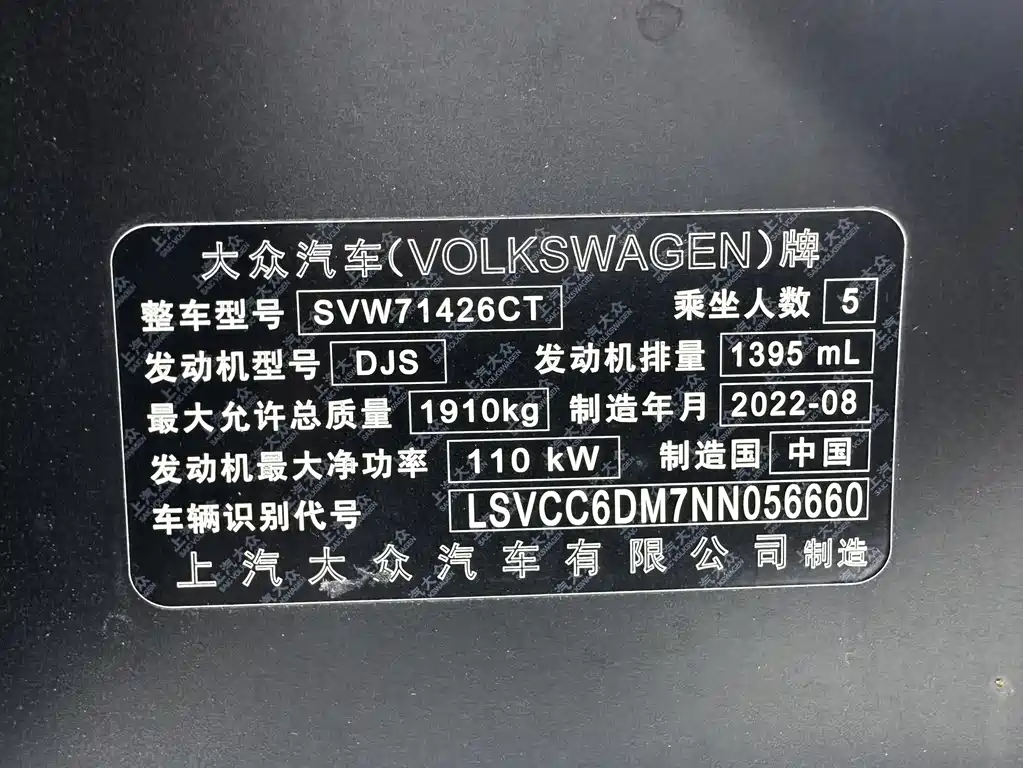 大众汽车(VOLKSWAGEN)牌
整车型号 SVW71426CT 乘坐人数 5
发动机型号 DJS 发动机排量 1395 mL
最大允许总质量 1910kg 制造年月 2022-08
发动机最大净功率 110 kW 制造国 中国
车辆识别代号 LSVCC6DM7NN056660
上汽大众汽车有限公司制造